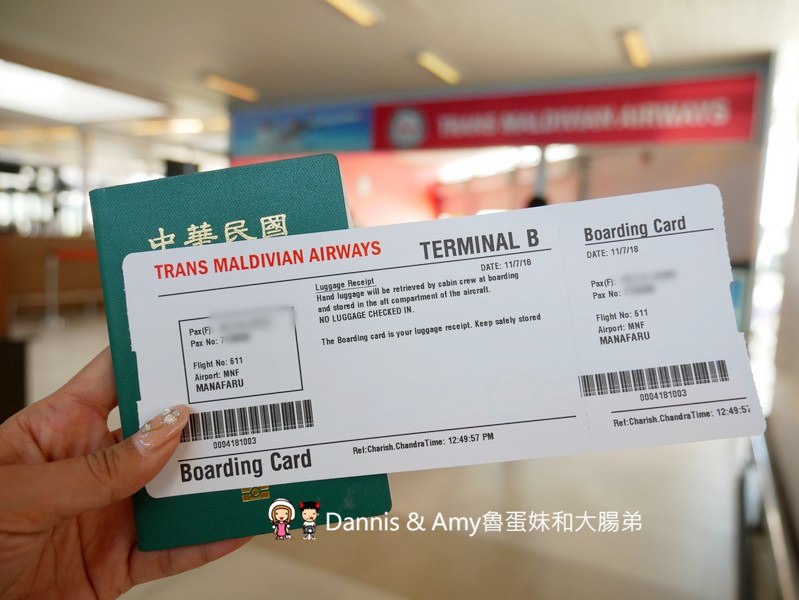 TRANS MALDIVIAN AIRWAYS
中華民國
TRANS MALDIVIAN AIRWAYS
TERMINAL B
DATE: 11/7/18
Luggage Receipt
Hand luggage will be retrieved by cabin crew at boarding
and stored in the aft compartment of the aircraft.
NO LUGGAGE CHECKED IN.
The Boarding card is your luggage receipt. Keep safely stored
Pax(F):
Pax No:
Flight No: 611
Airport: MNF
MANAFARU
0004181003
Boarding Card
Ref:Charish.ChandraTime: 12:49:57 PM
Boarding Card
DATE: 11/7/18
Pax(F):
Pax No:
Flight No: 611
Airport: MNF
MANAFARU
0004181003
Ref:Charish.ChandraTime: 12:49:57
Dannis & Amy魯蛋妹和大腸弟